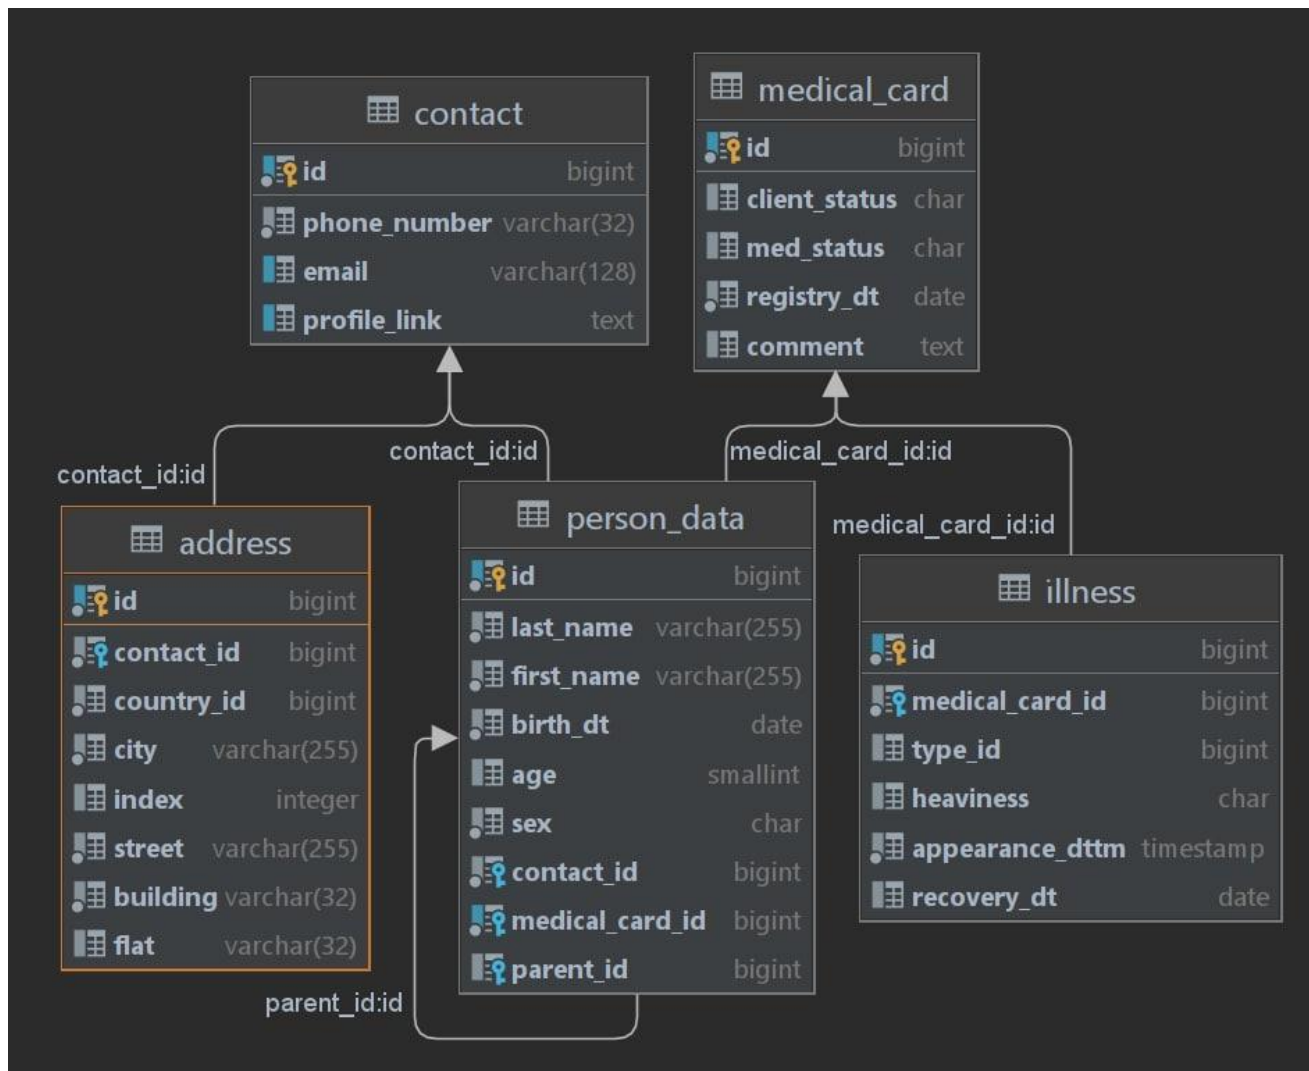 contact
id bigint
phone_number varchar(32)
email varchar(128)
profile_link text
medical_card
id bigint
client_status char
med_status char
registry_dt date
comment text
contact_id:id
contact_id:id
medical_card_id:id
medical_card_id:id
address
id bigint
contact_id bigint
country_id bigint
city varchar(255)
index integer
street varchar(255)
building varchar(32)
flat varchar(32)
person_data
id bigint
last_name varchar(255)
first_name varchar(255)
birth_dt date
age smallint
sex char
contact_id bigint
medical_card_id bigint
parent_id bigint
parent_id:id
illness
id bigint
medical_card_id bigint
type_id bigint
heaviness char
appearance_dttm timestamp
recovery_dt date